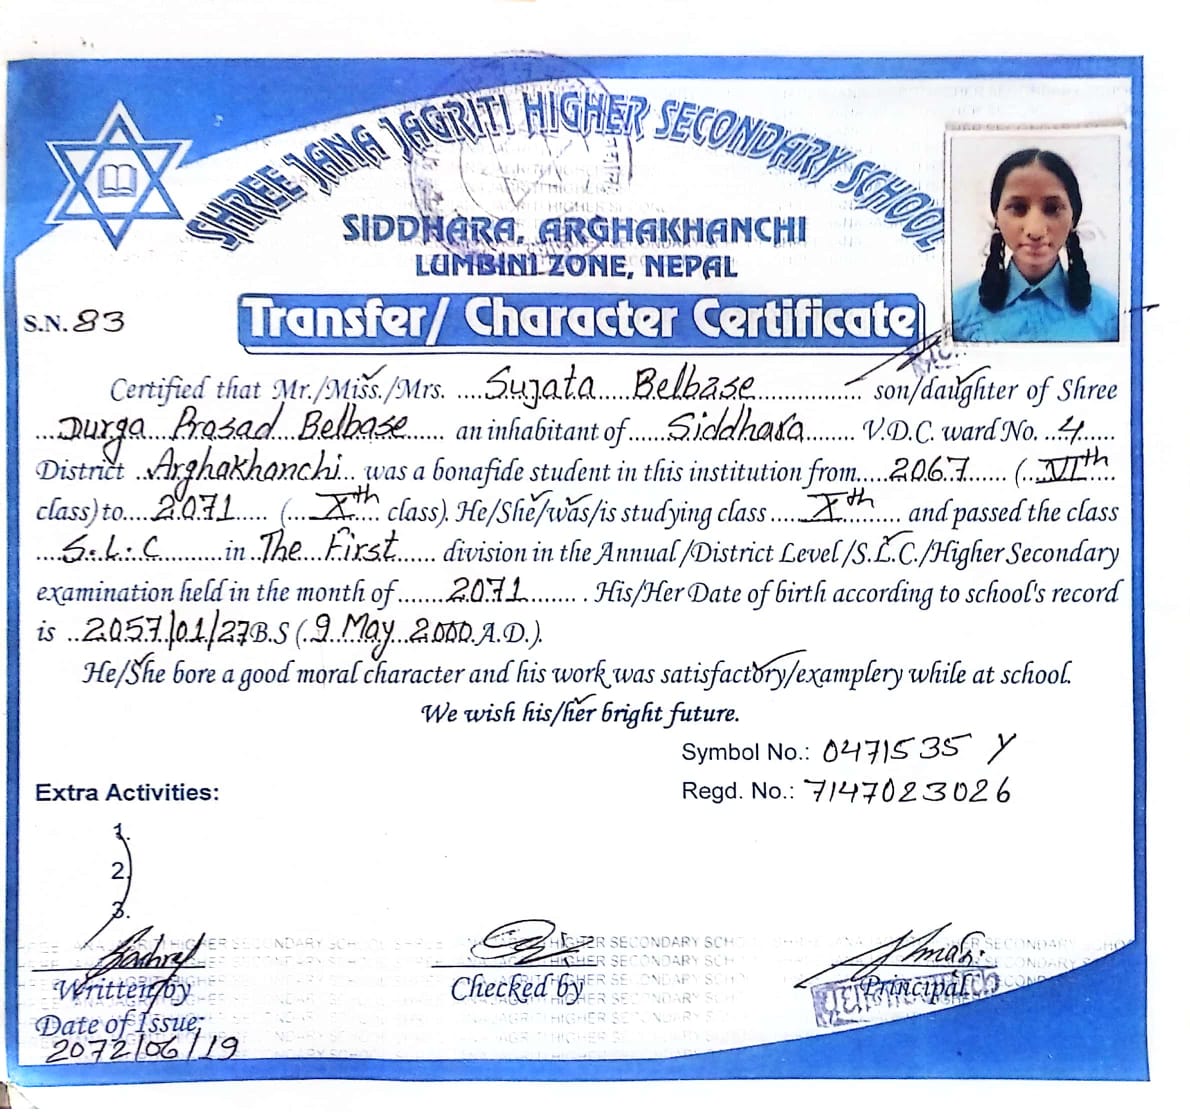 SHREE JANA JAGRITI HIGHER SECONDARY SCHOOL
SIDDHARA, ARGHAKHANCHI
LUMBINI ZONE, NEPAL
S.N. 83
Transfer/ Character Certificate
Certified that Mr./Miss./Mrs. ....Sujata.....Belbase................. son/daughter of Shree
...Durga...Prasad...Belbase...... an inhabitant of......Siddhara........ V.D.C. ward No. ..4......
District ..Arghakhanchi... was a bonafide student in this institution from.....2067...... (...VIth....
class) to....2071..... (....Xth.... class). He/She/was/is studying class .....Xth......... and passed the class
....S.L.C.........in ..The...First...... division in the Annual /District Level/S.L.C./Higher Secondary
examination held in the month of.......2071........ . His/Her Date of birth according to school's record
is ..2057/01/27B.S (.9 May...2000.A.D.).
He/She bore a good moral character and his work was satisfactory/examplery while at school.
We wish his/her bright future.
Symbol No.: 0471535 Y
Regd. No.: 7147023026
Extra Activities:
1.
2.
3.
Written by
Checked by
Principal
Date of Issue;
2072/06/19